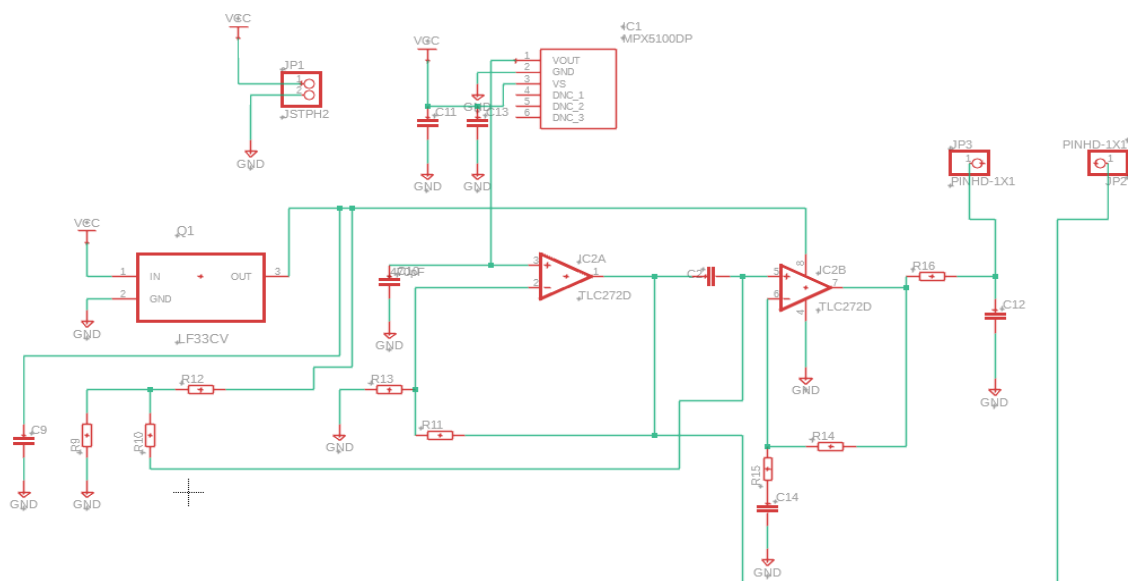 VCC
JP1
1
2
JSTPH2
GND
VCC
IC1
MPX5100DP
1 VOUT
2 GND
3 VS
4 DNC_1
5 DNC_2
6 DNC_3
GND
C11
C13
GND
GND
JP3
1
PINHD-1X1
PINHD-1X1
1
JP2
VCC
Q1
1 IN
OUT 3
2 GND
GND
LF33CV
GND
3
2
1
IC2A
TLC272D
C2
5
6
7
8
4
IC2B
TLC272D
GND
R16
C12
GND
R12
R13
R11
GND
R9
R10
C9
GND
GND
R14
R15
C14
GND